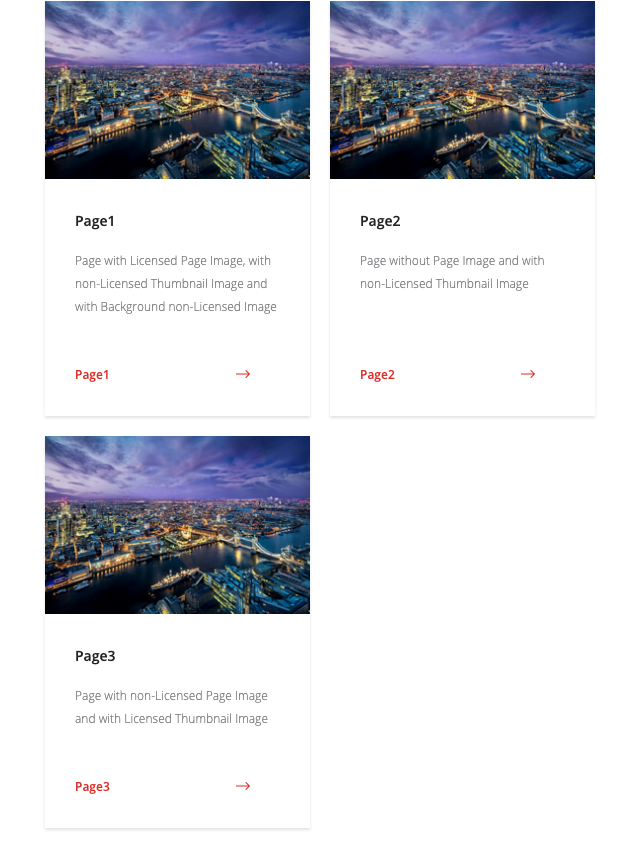 Page1
Page with Licensed Page Image, with
non-Licensed Thumbnail Image and
with Background non-Licensed Image
Page1
Page2
Page without Page Image and with
non-Licensed Thumbnail Image
Page2
Page3
Page with non-Licensed Page Image
and with Licensed Thumbnail Image
Page3